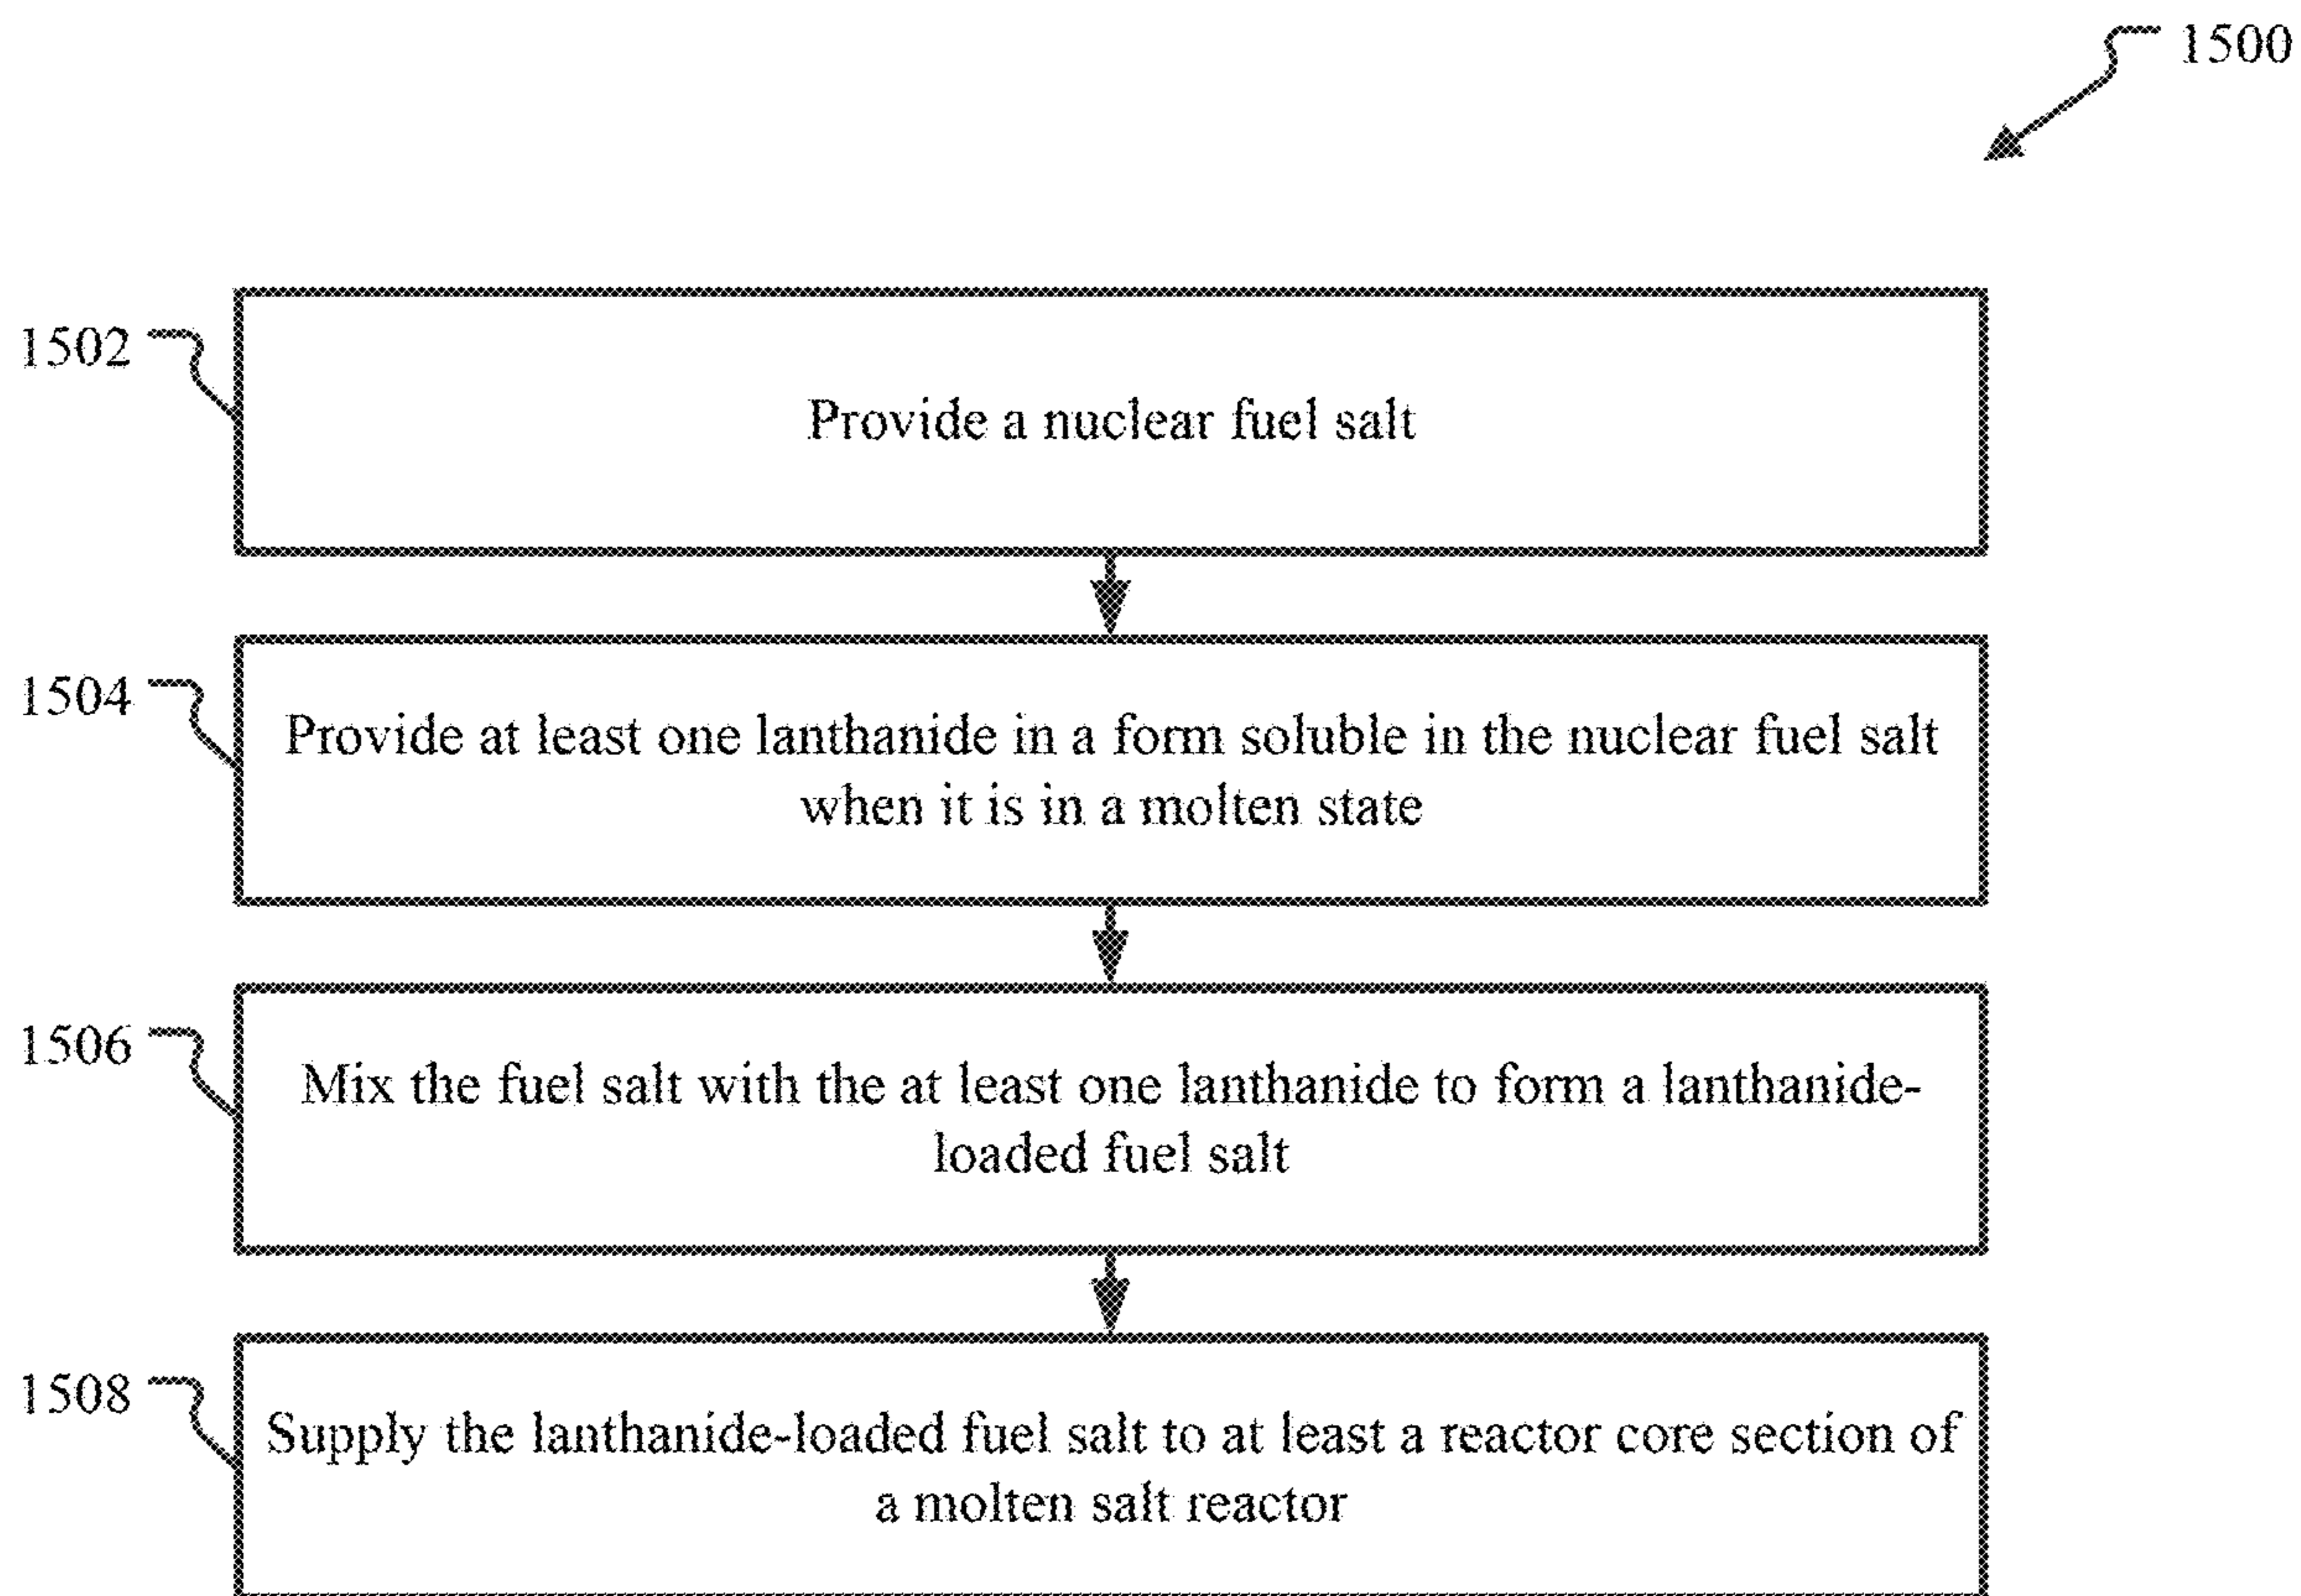 1500
1502
Provide a nuclear fuel salt
1504
Provide at least one lanthanide in a form soluble in the nuclear fuel salt
when it is in a molten state
1506
Mix the fuel salt with the at least one lanthanide to form a lanthanide-
loaded fuel salt
1508
Supply the lanthanide-loaded fuel salt to at least a reactor core section of
a molten salt reactor